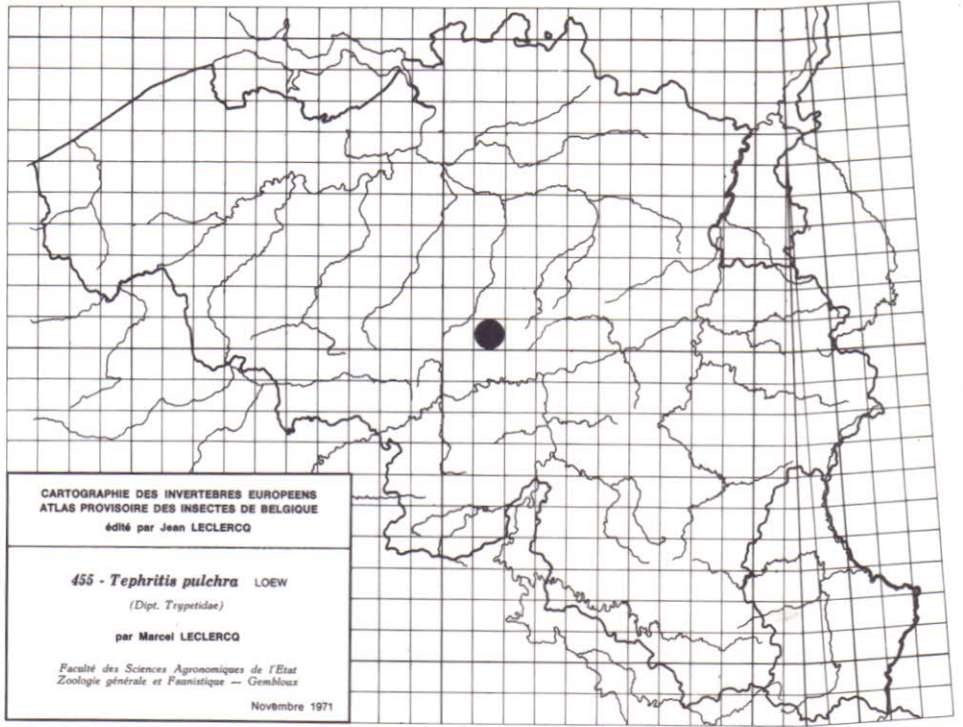 CARTOGRAPHIE DES INVERTEBRES EUROPEENS
ATLAS PROVISOIRE DES INSECTES DE BELGIQUE
édité par Jean LECLERCQ
455 - Tephritis pulchra LOEW
(Dipt. Trypetidae)
par Marcel LECLERCQ
Faculté des Sciences Agronomiques de l'Etat
Zoologie générale et Faunistique — Gembloux
Novembre 1971